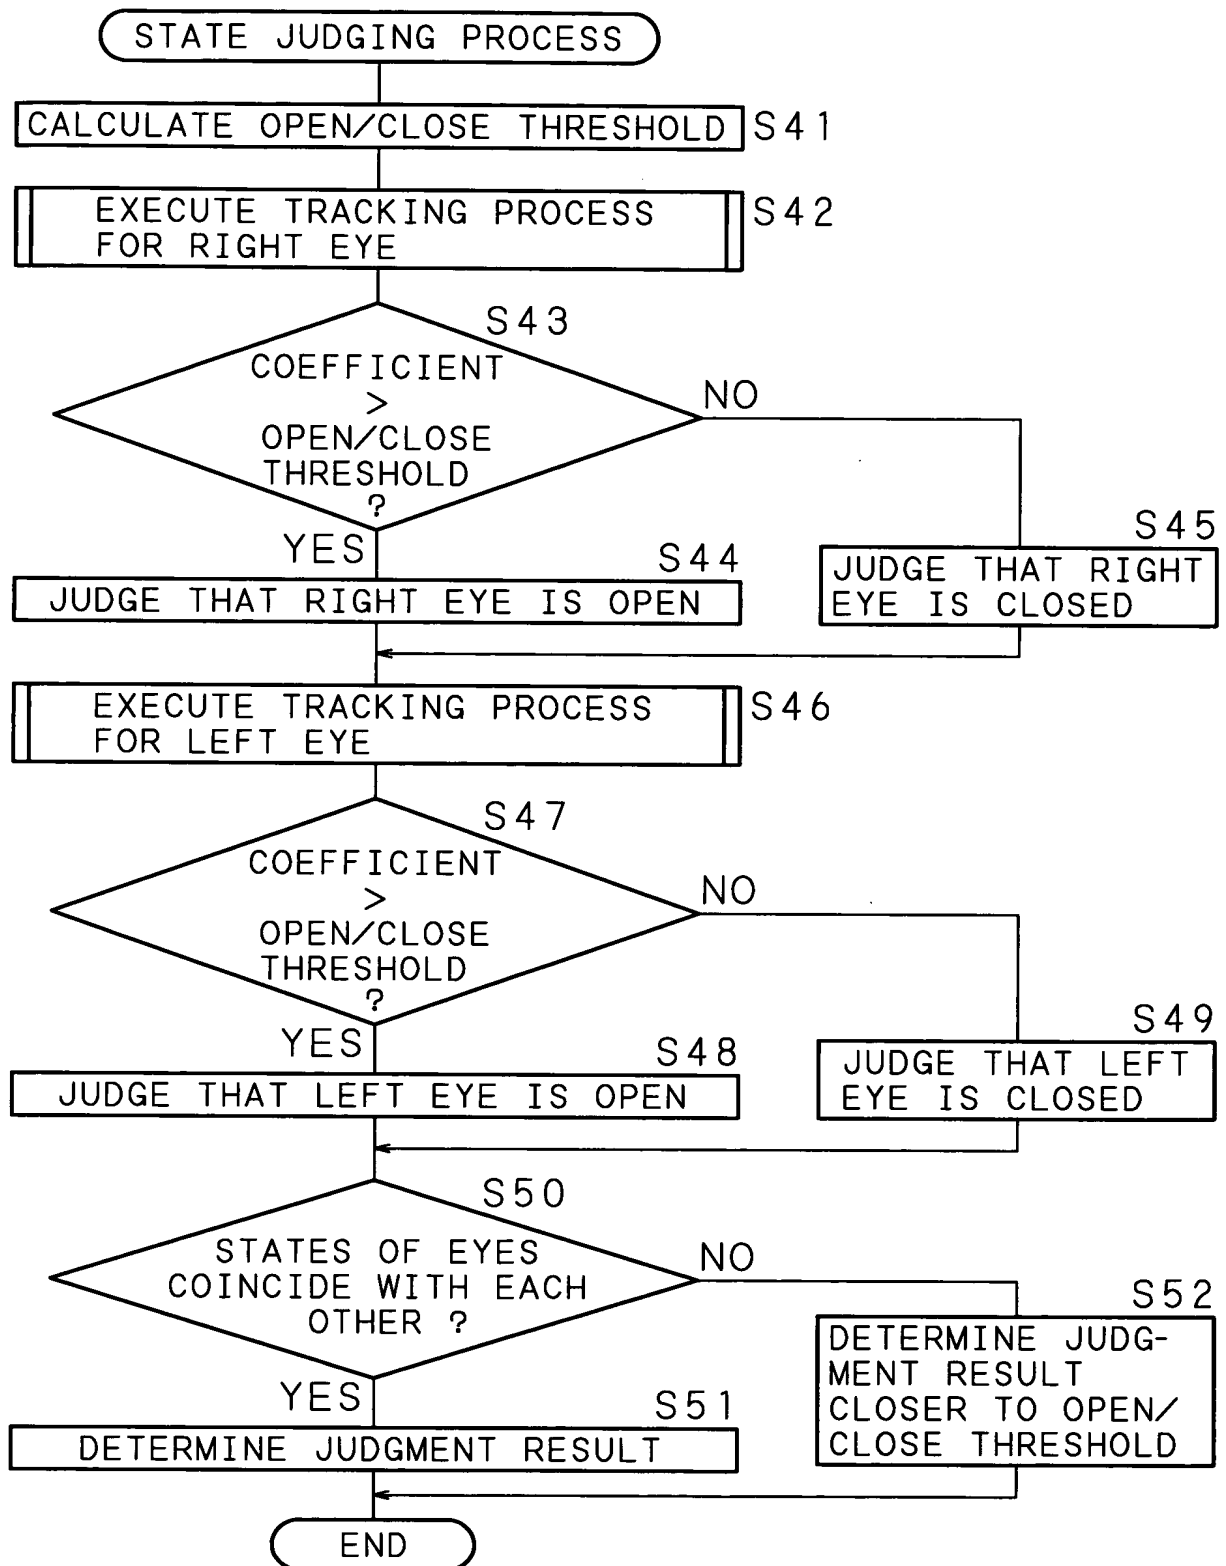 STATE JUDGING PROCESS
CALCULATE OPEN/CLOSE THRESHOLD
S41
EXECUTE TRACKING PROCESS
FOR RIGHT EYE
S42
S43
COEFFICIENT
>
OPEN/CLOSE
THRESHOLD
?
NO
YES
S44
JUDGE THAT RIGHT EYE IS OPEN
S45
JUDGE THAT RIGHT
EYE IS CLOSED
EXECUTE TRACKING PROCESS
FOR LEFT EYE
S46
S47
COEFFICIENT
>
OPEN/CLOSE
THRESHOLD
?
NO
YES
S48
JUDGE THAT LEFT EYE IS OPEN
S49
JUDGE THAT LEFT
EYE IS CLOSED
S50
STATES OF EYES
COINCIDE WITH EACH
OTHER ?
NO
YES
S51
DETERMINE JUDGMENT RESULT
S52
DETERMINE JUDG-
MENT RESULT
CLOSER TO OPEN/
CLOSE THRESHOLD
END